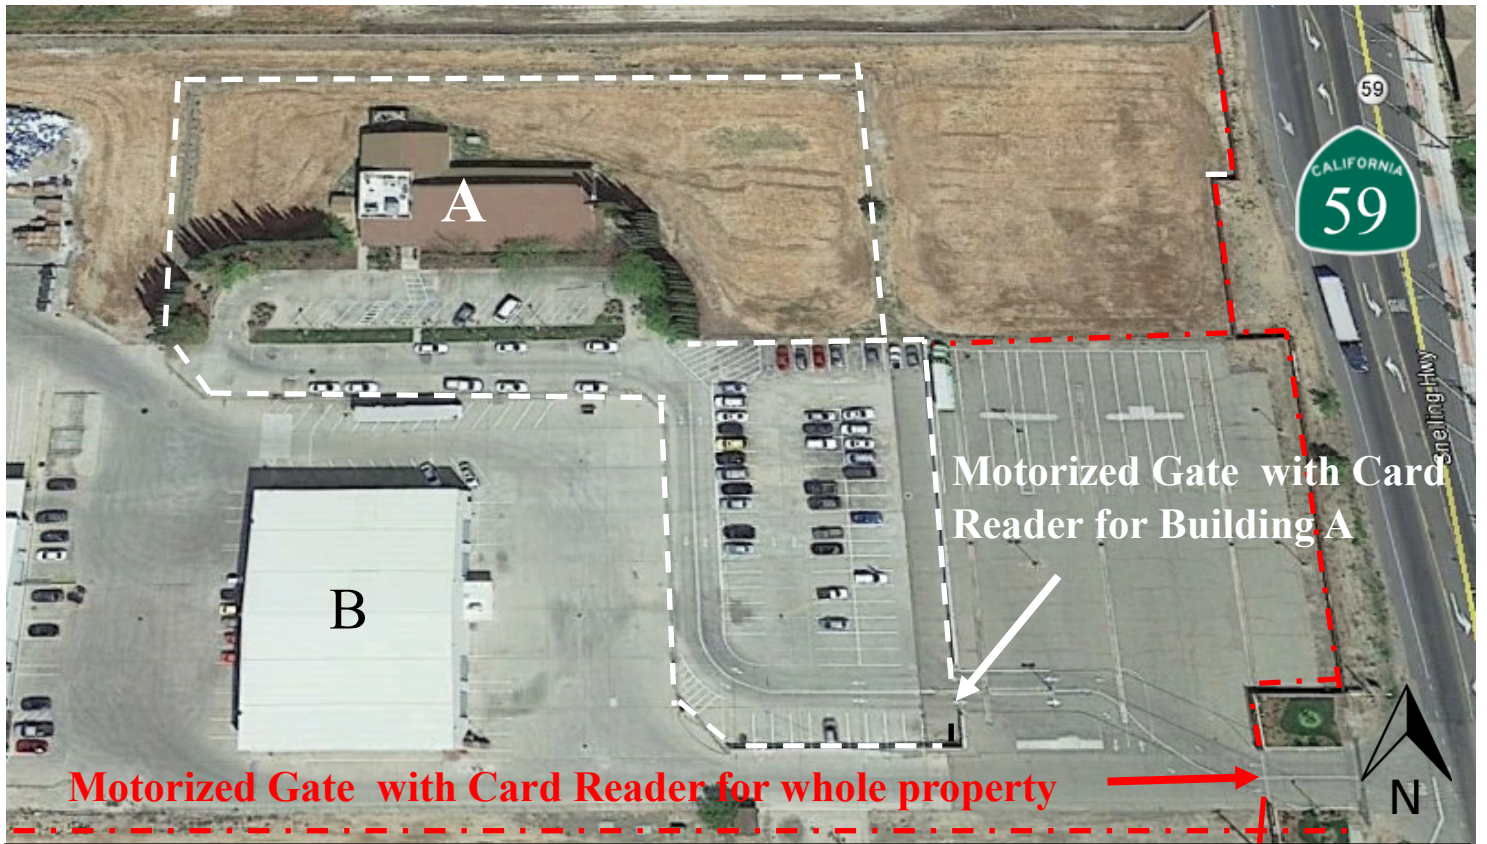 59
CALIFORNIA
59
A
Snelling Hwy
Motorized Gate with Card
Reader for Building A
B
Motorized Gate with Card Reader for whole property
N